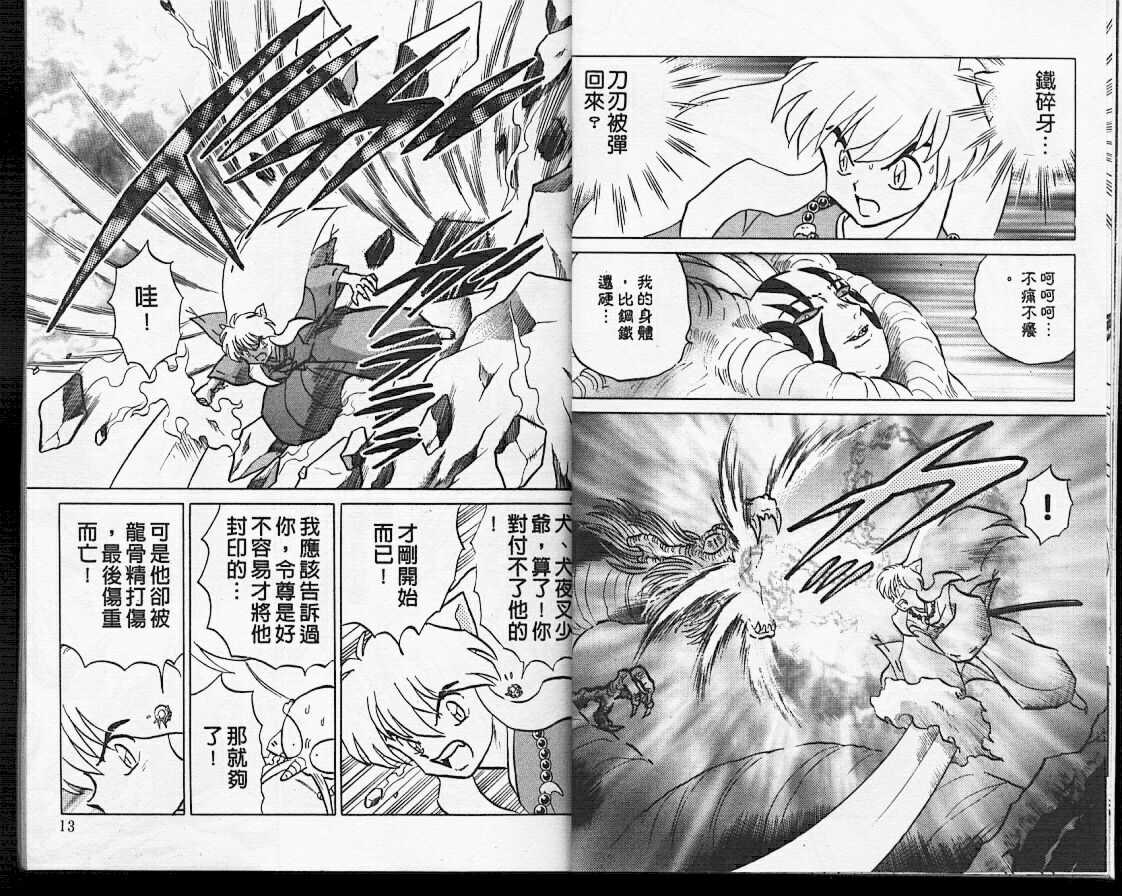 鐵碎牙…
刀刃被彈
回來？
呵呵呵…
不痛不癢
。
我的身體
，比鋼鐵
還硬…
！
哇！
犬、犬夜叉少
爺，算了！你
對付不了他的
！
才剛開始
而已！
我應該告訴過
你，令尊是好
不容易才將他
封印的…
那就夠
了！
可是他卻被
龍骨精打傷
，最後傷重
而亡！
13